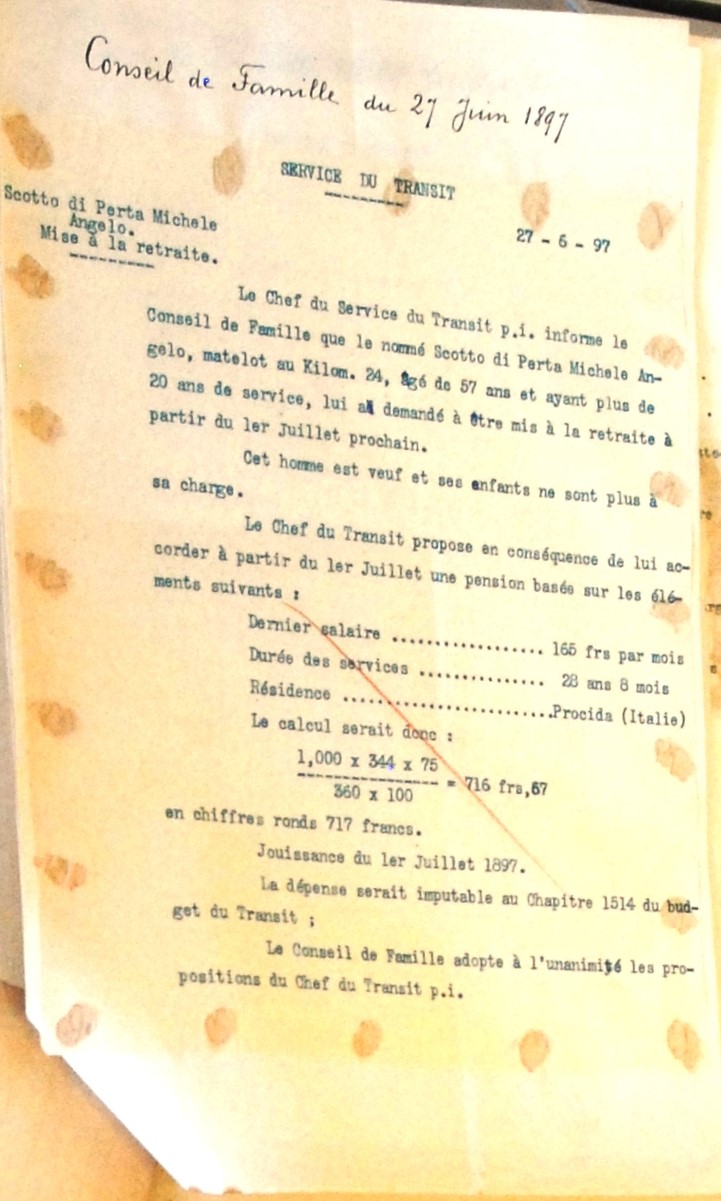 Conseil de Famille du 27 Juin 1897
SERVICE DU TRANSIT
Scotto di Perta Michele
Angelo.
Mise à la retraite.
27 - 6 - 97
Le Chef du Service du Transit p.i. informe le
Conseil de Famille que le nommé Scotto di Perta Michele An-
gelo, matelot au Kilom. 24, âgé de 57 ans et ayant plus de
20 ans de service, lui a demandé à être mis à la retraite à
partir du 1er Juillet prochain.
Cet homme est veuf et ses enfants ne sont plus à
sa charge.
Le Chef du Transit propose en conséquence de lui ac-
corder à partir du 1er Juillet une pension basée sur les élé-
ments suivants :
Dernier salaire .................. 165 frs par mois
Durée des services ............... 28 ans 8 mois
Résidence .........................Procida (Italie)
Le calcul serait donc :
1,000 x 344 x 75
360 x 100
= 716 frs,67
en chiffres ronds 717 francs.
Jouissance du 1er Juillet 1897.
La dépense serait imputable au Chapitre 1514 du bud-
get du Transit ;
Le Conseil de Famille adopte à l'unanimité les pro-
positions du Chef du Transit p.i.